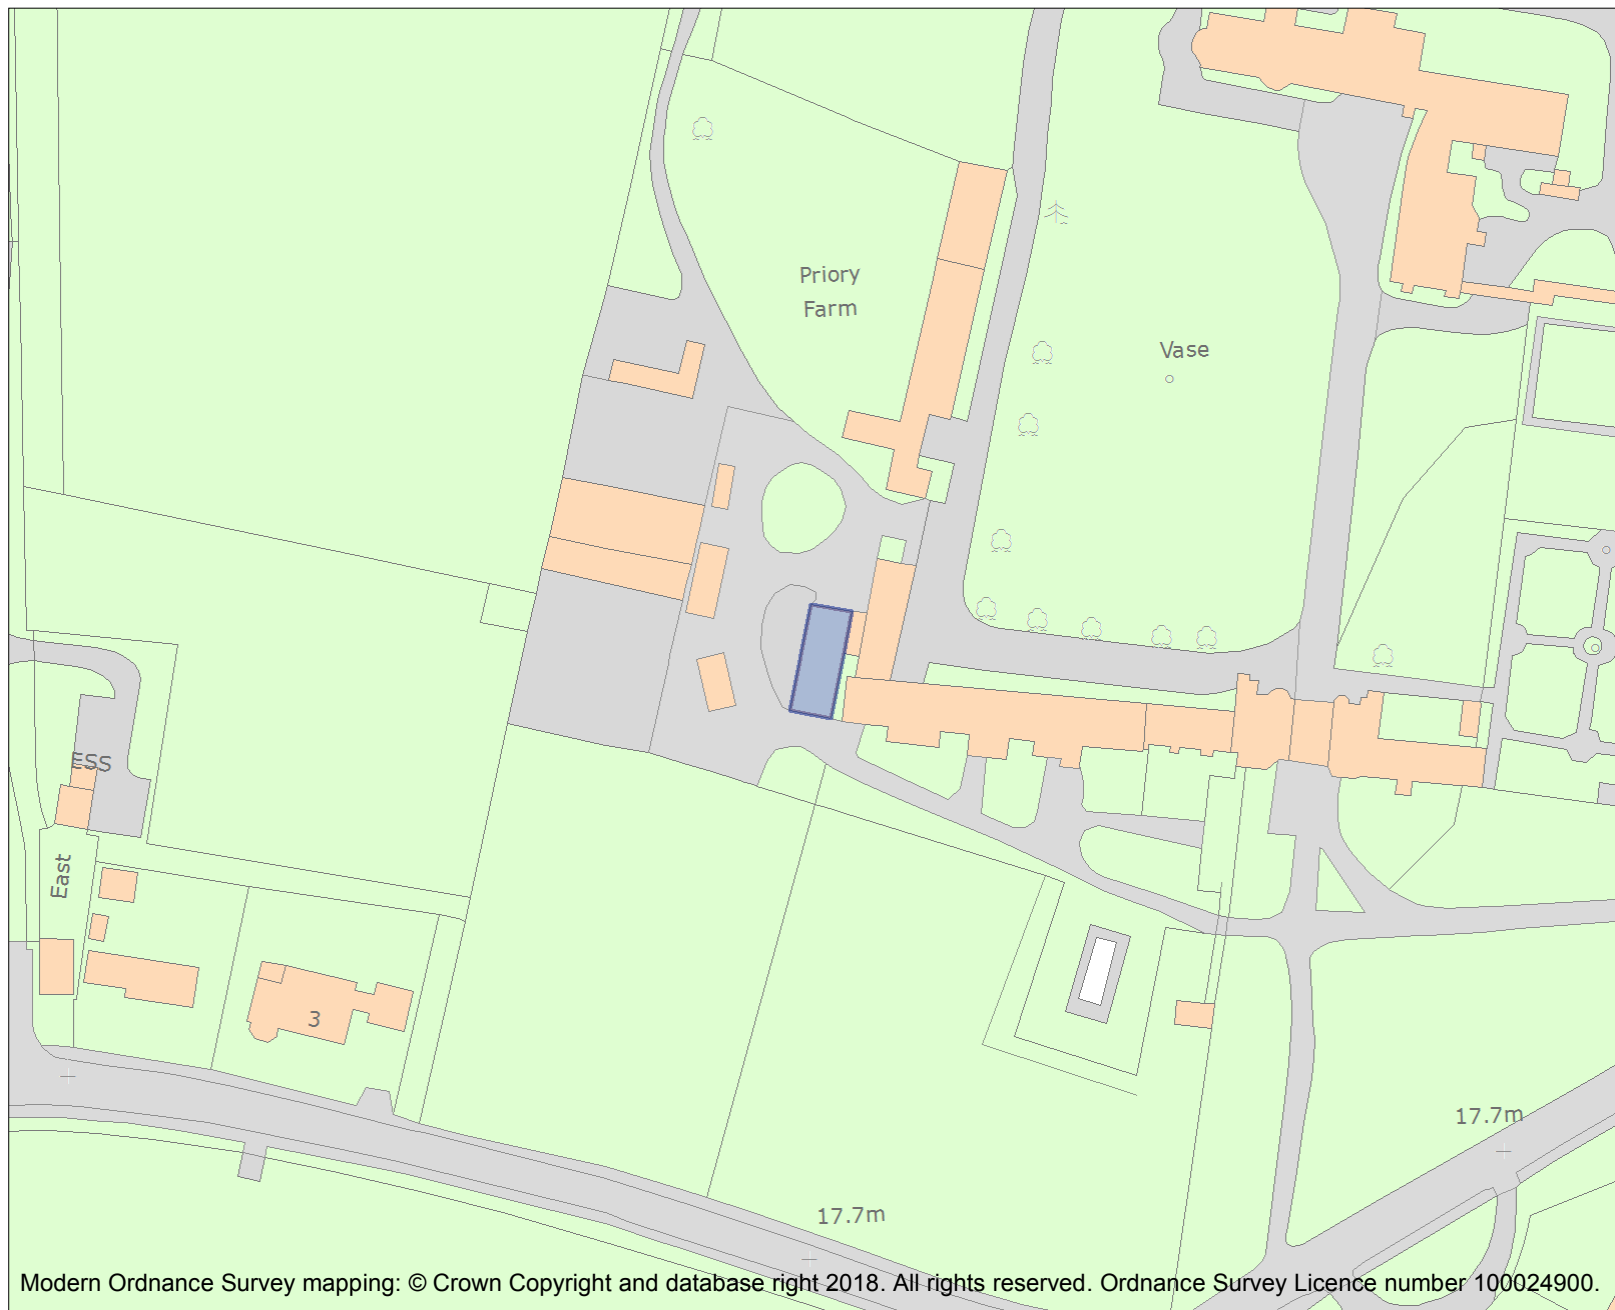 Priory
Farm
Vase
ESS
East
3
17.7m
17.7m
Modern Ordnance Survey mapping: © Crown Copyright and database right 2018. All rights reserved. Ordnance Survey Licence number 100024900.